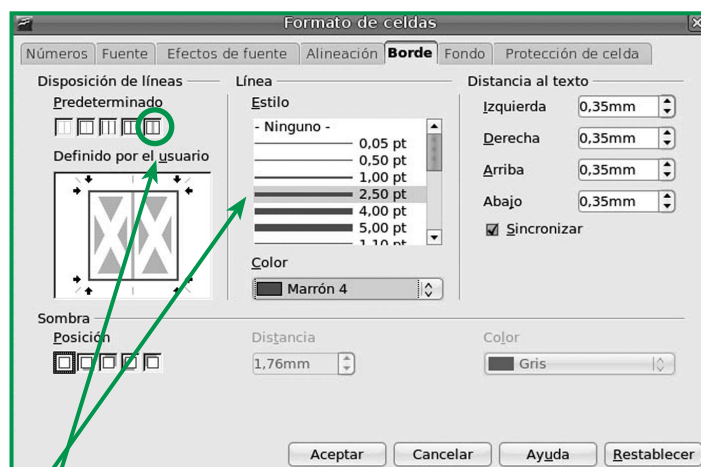 Formato de celdas
Números Fuente Efectos de fuente Alineación Borde Fondo Protección de celda
Disposición de líneas
Predeterminado
Definido por el usuario
Línea
Estilo
- Ninguno -
0,05 pt
0,50 pt
1,00 pt
2,50 pt
4,00 pt
5,00 pt
1,10 pt
Color
Marrón 4
Distancia al texto
Izquierda 0,35mm
Derecha 0,35mm
Arriba 0,35mm
Abajo 0,35mm
Sincronizar
Sombra
Posición
Distancia
1,76mm
Color
Gris
Aceptar Cancelar Ayuda Restablecer